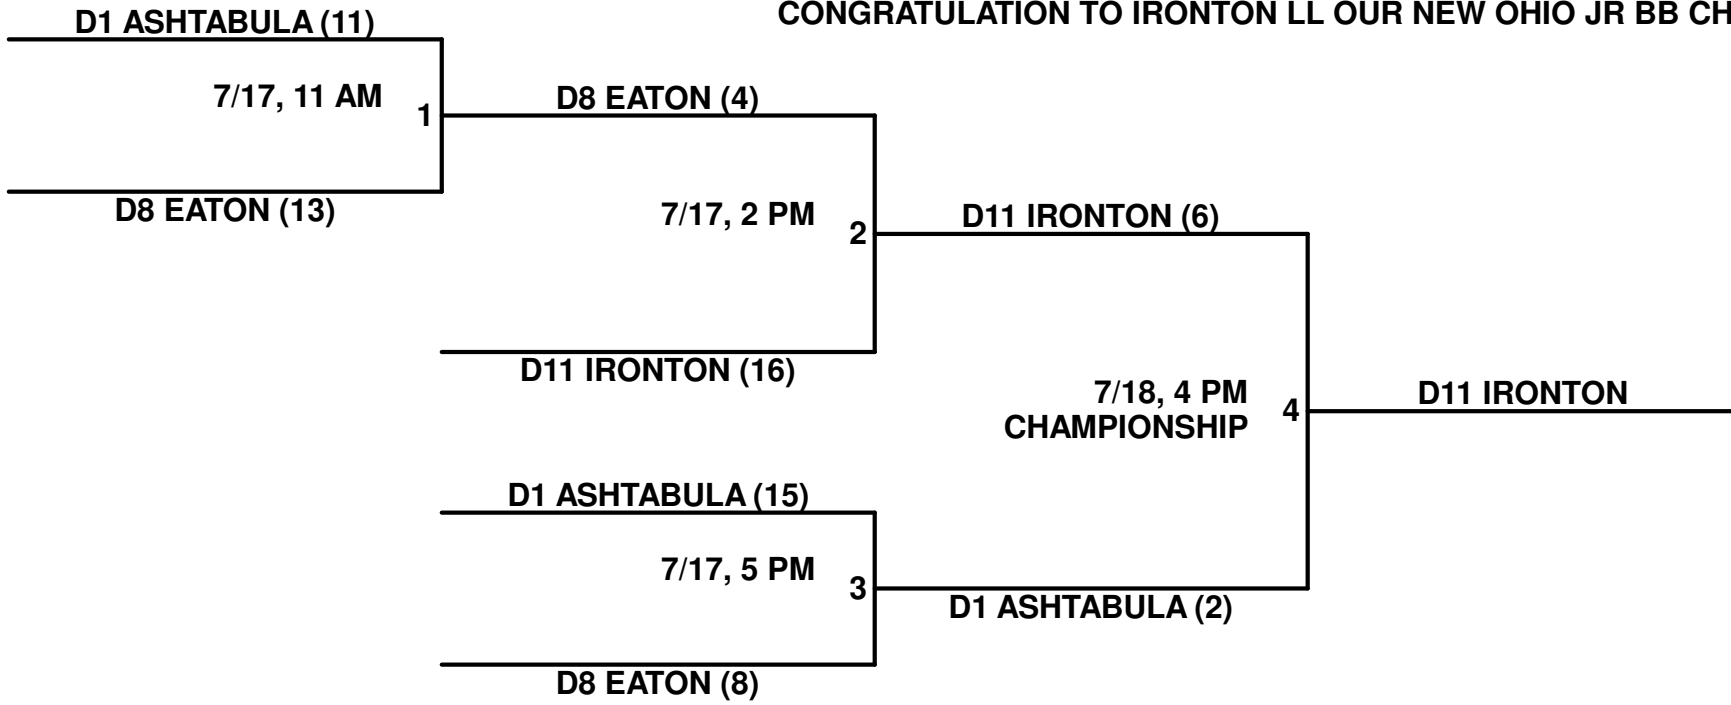 CONGRATULATION TO IRONTON LL OUR NEW OHIO JR BB CH
D1 ASHTABULA (11)
7/17, 11 AM
1
D8 EATON (13)
D8 EATON (4)
7/17, 2 PM
2
D11 IRONTON (16)
D11 IRONTON (6)
7/18, 4 PM
CHAMPIONSHIP
4
D11 IRONTON
D1 ASHTABULA (15)
7/17, 5 PM
3
D8 EATON (8)
D1 ASHTABULA (2)